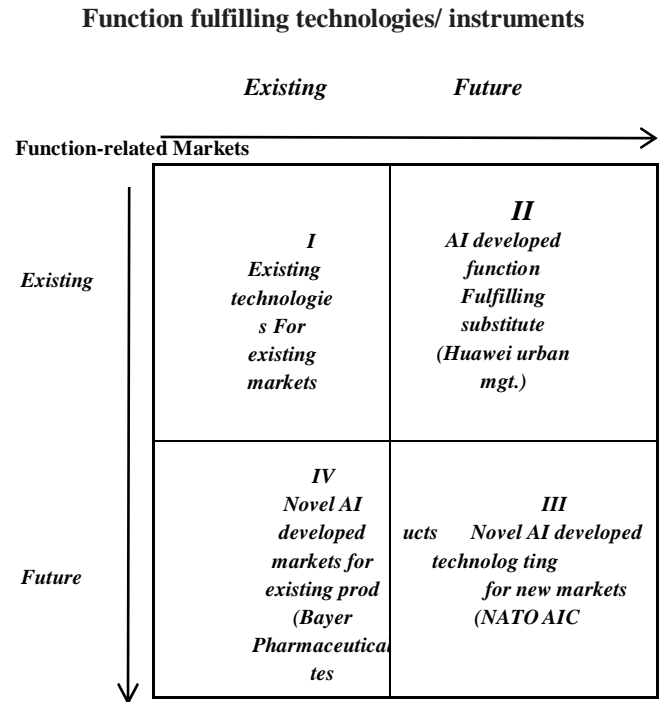 Function fulfilling technologies/ instruments
Existing Future
Function-related Markets
Existing
I
Existing
technologie
s For
existing
markets
II
AI developed
function
Fulfilling
substitute
(Huawei urban
mgt.)
Future
IV
Novel AI
developed
markets for
existing prod
(Bayer
Pharmaceutical
tes
III
ucts Novel AI developed
technolog ting
for new markets
(NATO AIC